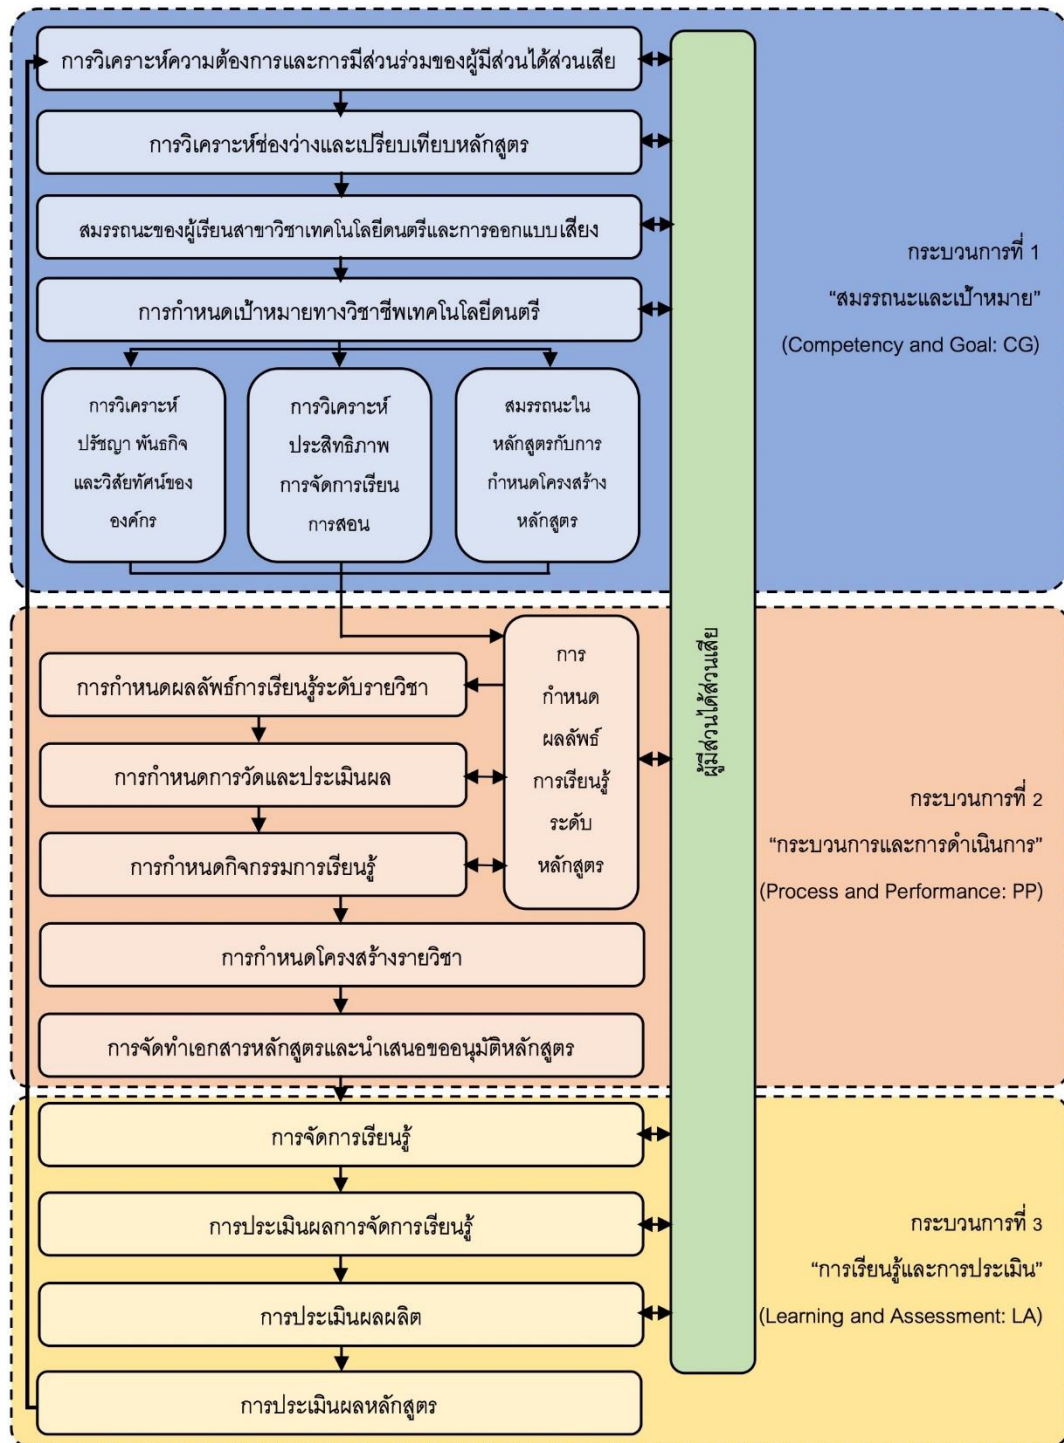 การวิเคราะห์ความต้องการและการมีส่วนร่วมของผู้มีส่วนได้ส่วนเสีย
การวิเคราะห์ช่องว่างและเปรียบเทียบหลักสูตร
สมรรถนะของผู้เรียนสาขาวิชาเทคโนโลยีดนตรีและการออกแบบเสียง
การกำหนดเป้าหมายทางวิชาชีพเทคโนโลยีดนตรี
การวิเคราะห์
ปรัชญา พันธกิจ
และวิสัยทัศน์ของ
องค์กร
การวิเคราะห์
ประสิทธิภาพ
การจัดการเรียน
การสอน
สมรรถนะใน
หลักสูตรกับการ
กำหนดโครงสร้าง
หลักสูตร
กระบวนการที่ 1
“สมรรถนะและเป้าหมาย”
(Competency and Goal: CG)
ผู้มีส่วนได้ส่วนเสีย
การ
กำหนด
ผลลัพธ์
การเรียนรู้
ระดับ
หลักสูตร
การกำหนดผลลัพธ์การเรียนรู้ระดับรายวิชา
การกำหนดการวัดและประเมินผล
การกำหนดกิจกรรมการเรียนรู้
การกำหนดโครงสร้างรายวิชา
การจัดทำเอกสารหลักสูตรและนำเสนอขออนุมัติหลักสูตร
กระบวนการที่ 2
“กระบวนการและการดำเนินการ”
(Process and Performance: PP)
การจัดการเรียนรู้
การประเมินผลการจัดการเรียนรู้
การประเมินผลผลิต
การประเมินผลหลักสูตร
กระบวนการที่ 3
“การเรียนรู้และการประเมิน”
(Learning and Assessment: LA)